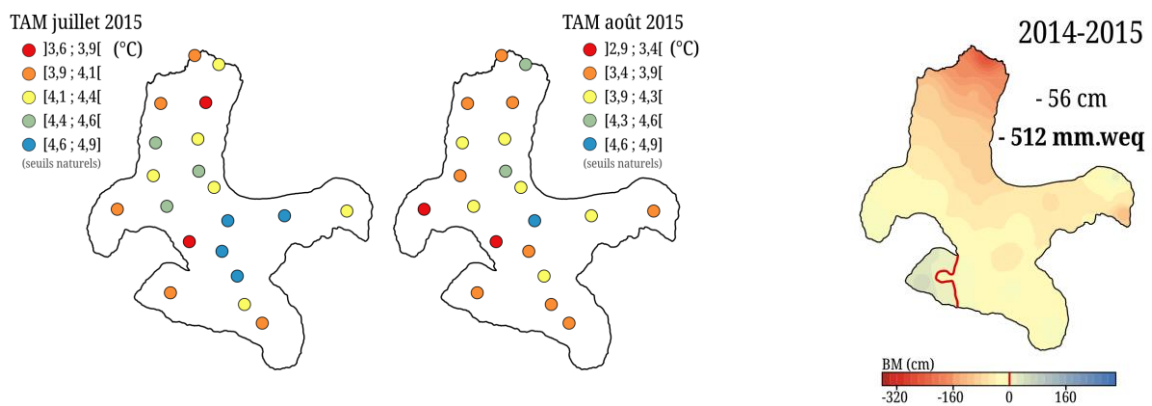 TAM juillet 2015
]3,6 ; 3,9[ (°C)
[3,9 ; 4,1[
[4,1 ; 4,4[
[4,4 ; 4,6[
[4,6 ; 4,9]
(seuils naturels)
TAM août 2015
]2,9 ; 3,4[ (°C)
[3,4 ; 3,9[
[3,9 ; 4,3[
[4,3 ; 4,6[
[4,6 ; 4,9]
(seuils naturels)
2014-2015
- 56 cm
- 512 mm.weq
BM (cm)
-320 -160 0 160